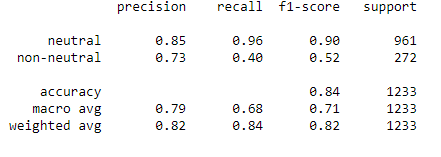 precision recall f1-score support
neutral 0.85 0.96 0.90 961
non-neutral 0.73 0.40 0.52 272
accuracy 0.84 1233
macro avg 0.79 0.68 0.71 1233
weighted avg 0.82 0.84 0.82 1233